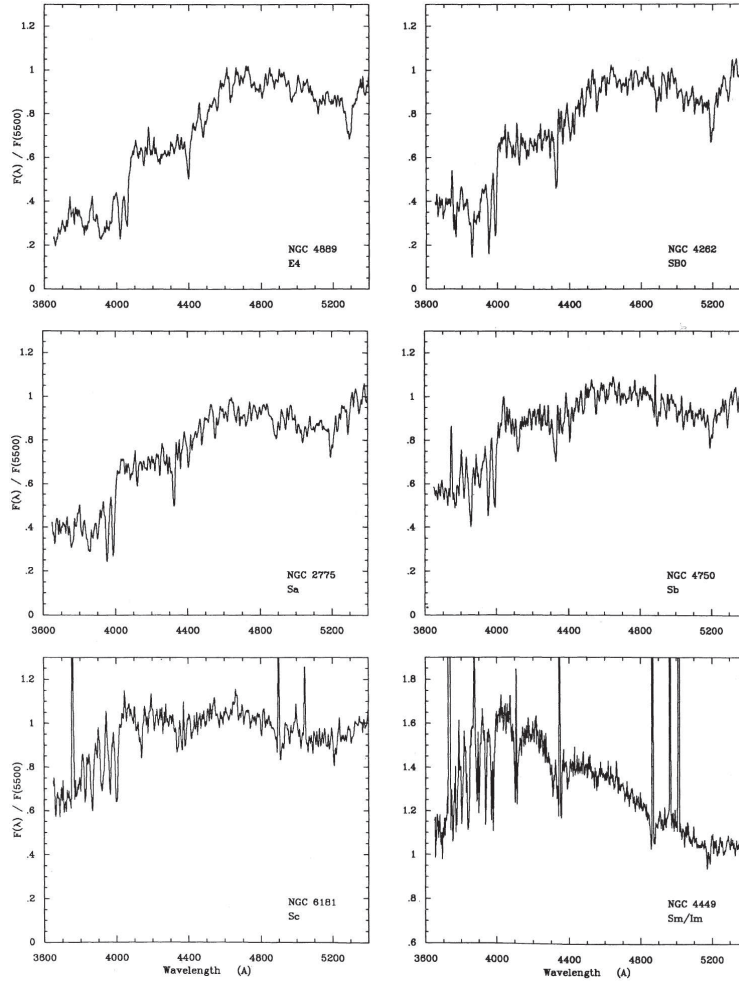 F(λ) / F(5500)
1.2
1
.8
.6
.4
.2
0
NGC 4889
E4
3600 4000 4400 4800 5200
1.2
1
.8
.6
.4
.2
0
NGC 4262
SB0
3600 4000 4400 4800 5200
F(λ) / F(5500)
1.2
1
.8
.6
.4
.2
0
NGC 2775
Sa
3600 4000 4400 4800 5200
1.2
1
.8
.6
.4
.2
0
NGC 4750
Sb
3600 4000 4400 4800 5200
F(λ) / F(5500)
1.2
1
.8
.6
.4
.2
0
NGC 6181
Sc
3600 4000 4400 4800 5200
Wavelength (A)
1.8
1.6
1.4
1.2
1
.8
.6
NGC 4449
Sm/Im
3600 4000 4400 4800 5200
Wavelength (A)